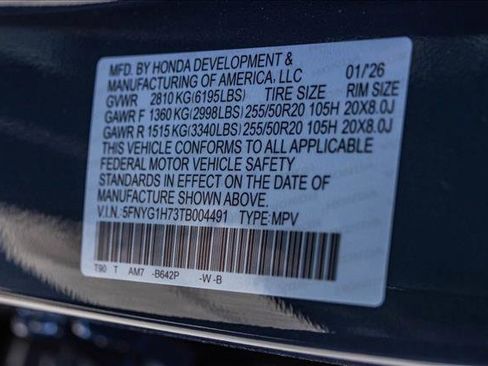 MFD. BY HONDA DEVELOPMENT &
MANUFACTURING OF AMERICA, LLC 01/'26
GVWR 2810 KG(6195LBS) TIRE SIZE RIM SIZE
GAWR F 1360 KG(2998LBS) 255/50R20 105H 20X8.0J
GAWR R 1515 KG(3340LBS) 255/50R20 105H 20X8.0J
THIS VEHICLE CONFORMS TO ALL APPLICABLE
FEDERAL MOTOR VEHICLE SAFETY
STANDARDS IN EFFECT ON THE DATE OF
MANUFACTURE SHOWN ABOVE.
V.I.N.: 5FNYG1H73TB004491 TYPE:MPV
T90 T AM7 -B642P -W -B